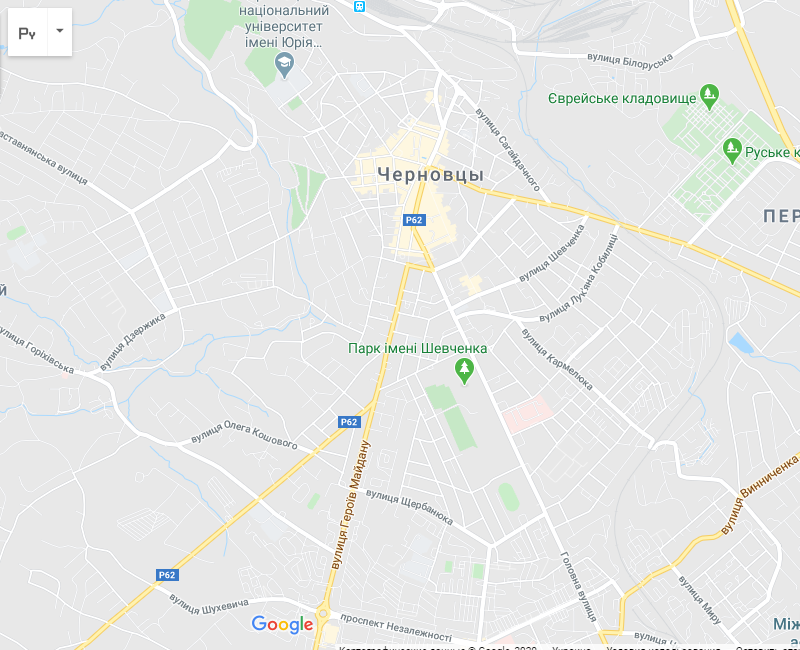 національний
університет
імені Юрія...
вулиця Білоруська
Єврейське кладовище
вулиця Сагайдачного
Руське к
Черновцы
P62
ПЕР
вулиця Шевченка
вулиця Лук'яна Кобилиці
вулиця Дзержика
вулиця Горіхівська
Парк імені Шевченка
вулиця Кармелюка
P62
вулиця Олега Кошового
вулиця Героїв Майдану
вулиця Винниченка
вулиця Щербанюка
P62
Головна вулиця
вулиця Миру
вулиця Шухевича
Google
проспект Незалежності
Між